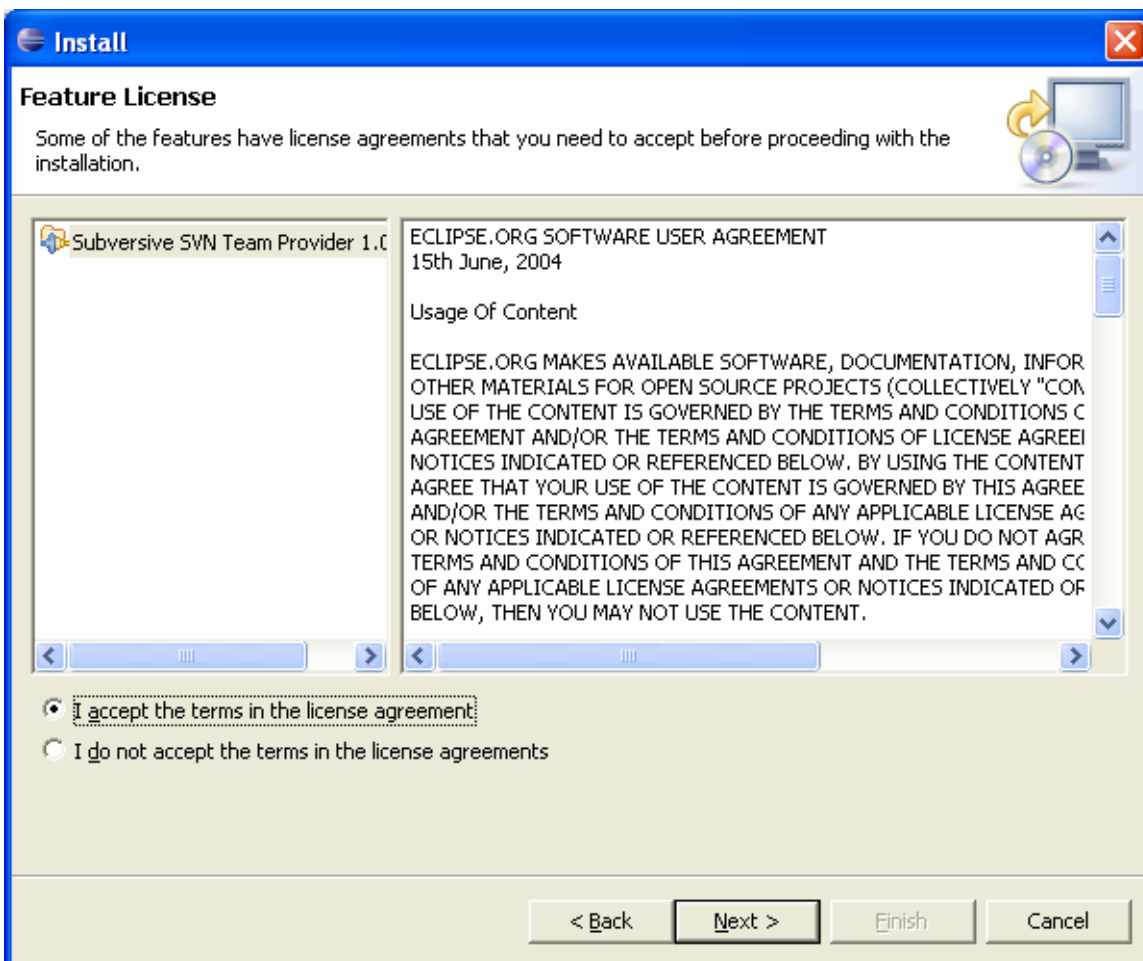 Install
Feature License
Some of the features have license agreements that you need to accept before proceeding with the
installation.
Subversive SVN Team Provider 1.0
ECLIPSE.ORG SOFTWARE USER AGREEMENT
15th June, 2004
Usage Of Content
ECLIPSE.ORG MAKES AVAILABLE SOFTWARE, DOCUMENTATION, INFOR
OTHER MATERIALS FOR OPEN SOURCE PROJECTS (COLLECTIVELY "CON
USE OF THE CONTENT IS GOVERNED BY THE TERMS AND CONDITIONS O
AGREEMENT AND/OR THE TERMS AND CONDITIONS OF LICENSE AGREE
NOTICES INDICATED OR REFERENCED BELOW. BY USING THE CONTENT
AGREE THAT YOUR USE OF THE CONTENT IS GOVERNED BY THIS AGREE
AND/OR THE TERMS AND CONDITIONS OF ANY APPLICABLE LICENSE AG
OR NOTICES INDICATED OR REFERENCED BELOW. IF YOU DO NOT AGR
TERMS AND CONDITIONS OF THIS AGREEMENT AND THE TERMS AND CO
OF ANY APPLICABLE LICENSE AGREEMENTS OR NOTICES INDICATED OR
BELOW, THEN YOU MAY NOT USE THE CONTENT.
I accept the terms in the license agreement
I do not accept the terms in the license agreements
< Back Next > Finish Cancel